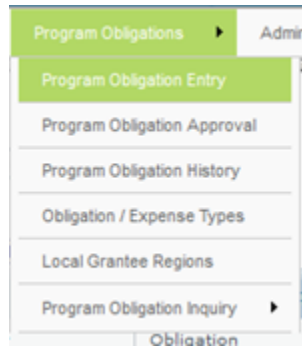 Program Obligations Admin
Program Obligation Entry
Program Obligation Approval
Program Obligation History
Obligation / Expense Types
Local Grantee Regions
Program Obligation Inquiry
Obligation